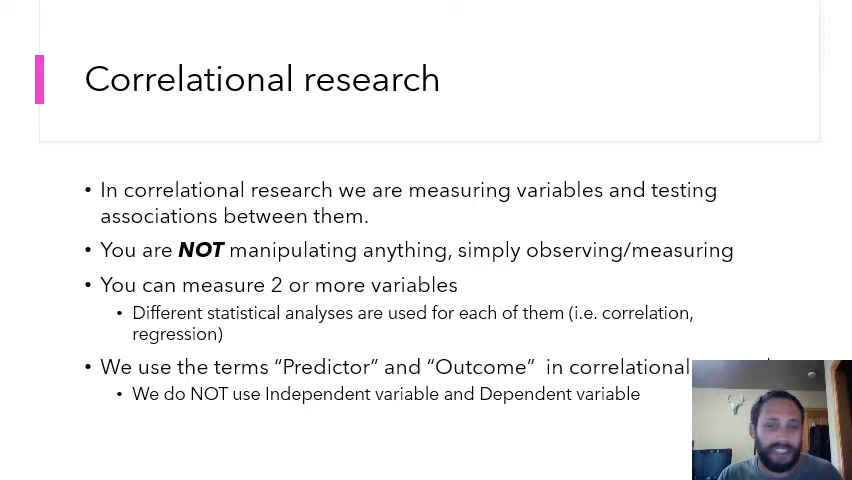 Correlational research
• In correlational research we are measuring variables and testing
associations between them.
• You are NOT manipulating anything, simply observing/measuring
• You can measure 2 or more variables
• Different statistical analyses are used for each of them (i.e. correlation,
regression)
• We use the terms “Predictor” and “Outcome”  in correlational
• We do NOT use Independent variable and Dependent variable